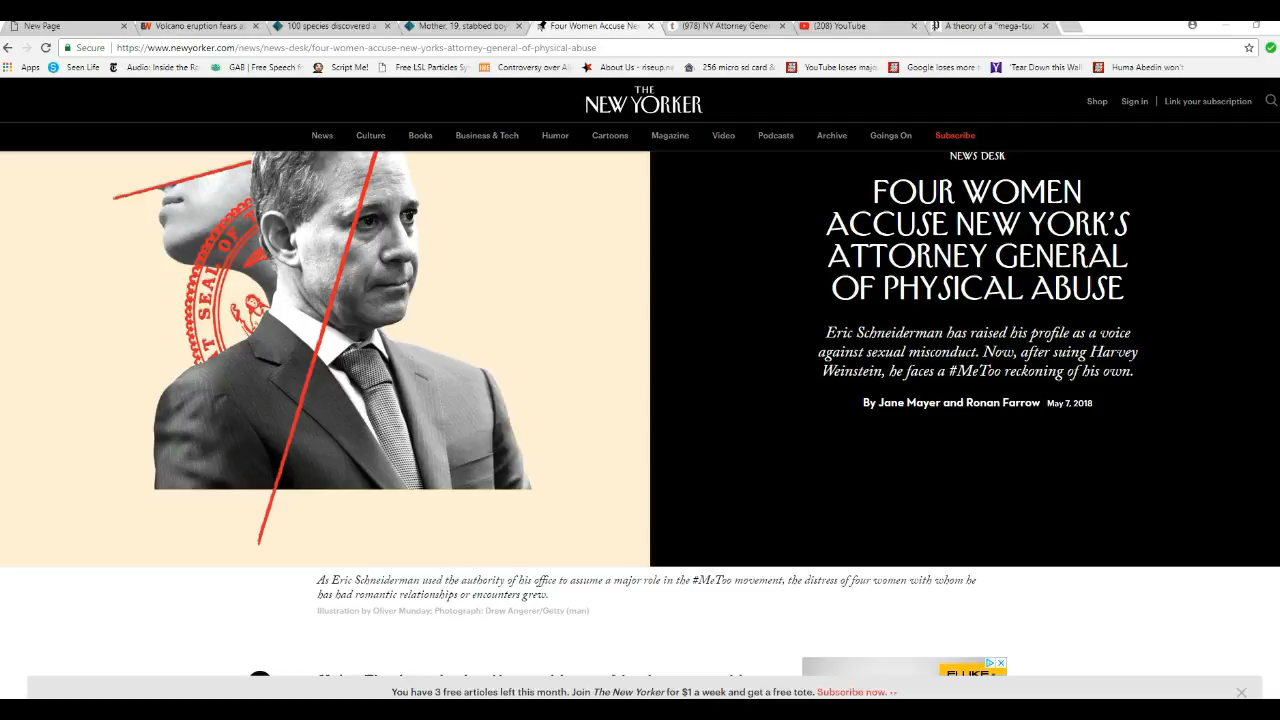 New Page
Volcano eruption fears a
100 species discovered a
Mother, 19, stabbed boy
Four Women Accuse Ne
(978) NY Attorney Gener
(208) YouTube
A theory of a "mega-tsu
Secure
https://www.newyorker.com/news/news-desk/four-women-accuse-new-yorks-attorney-general-of-physical-abuse
Apps
Seen Life
Audio: Inside the Ro
GAB | Free Speech f
Script Me!
Free LSL Particles Sy
Controversy over Al
About Us - riseup.ne
256 micro sd card &
YouTube loses major
Google loses more
'Tear Down this Wall
Huma Abedin won't
THE
NEW YORKER
Shop
Sign in
Link your subscription
News
Culture
Books
Business & Tech
Humor
Cartoons
Magazine
Video
Podcasts
Archive
Goings On
Subscribe
SEAL OF T
NEWS DESK
FOUR WOMEN
ACCUSE NEW YORK'S
ATTORNEY GENERAL
OF PHYSICAL ABUSE
Eric Schneiderman has raised his profile as a voice
against sexual misconduct. Now, after suing Harvey
Weinstein, he faces a #MeToo reckoning of his own.
By Jane Mayer and Ronan Farrow May 7, 2018
As Eric Schneiderman used the authority of his office to assume a major role in the #MeToo movement, the distress of four women with whom he
has had romantic relationships or encounters grew.
Illustration by Oliver Munday; Photograph: Drew Angerer/Getty (man)
FLUKE
You have 3 free articles left this month. Join The New Yorker for $1 a week and get a free tote. Subscribe now. »